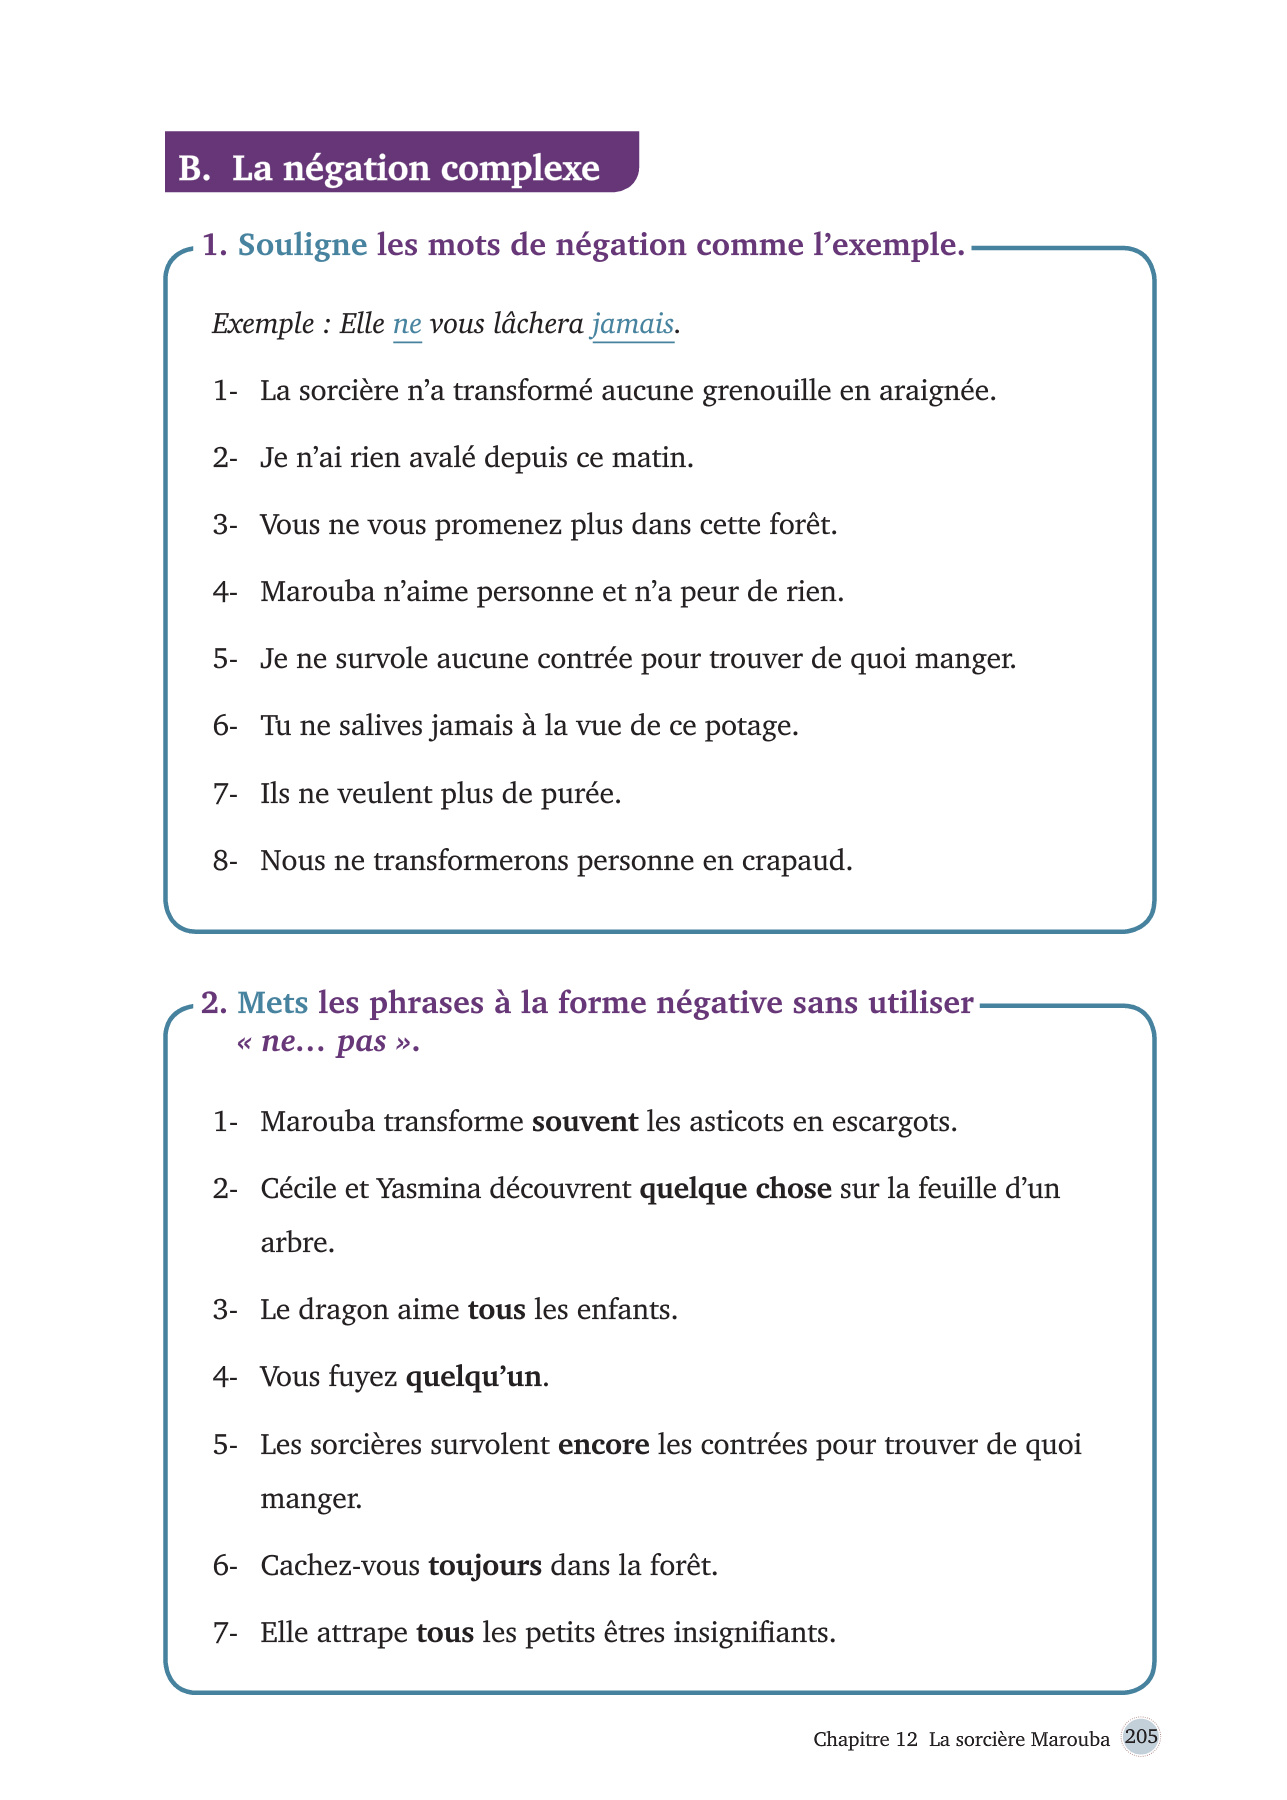 B. La négation complexe
1. Souligne les mots de négation comme l’exemple.
Exemple : Elle ne vous lâchera jamais.
1- La sorcière n’a transformé aucune grenouille en araignée.
2- Je n’ai rien avalé depuis ce matin.
3- Vous ne vous promenez plus dans cette forêt.
4- Marouba n’aime personne et n’a peur de rien.
5- Je ne survole aucune contrée pour trouver de quoi manger.
6- Tu ne salives jamais à la vue de ce potage.
7- Ils ne veulent plus de purée.
8- Nous ne transformerons personne en crapaud.
2. Mets les phrases à la forme négative sans utiliser
« ne… pas ».
1- Marouba transforme souvent les asticots en escargots.
2- Cécile et Yasmina découvrent quelque chose sur la feuille d’un
arbre.
3- Le dragon aime tous les enfants.
4- Vous fuyez quelqu’un.
5- Les sorcières survolent encore les contrées pour trouver de quoi
manger.
6- Cachez-vous toujours dans la forêt.
7- Elle attrape tous les petits êtres insignifiants.
Chapitre 12 La sorcière Marouba 205